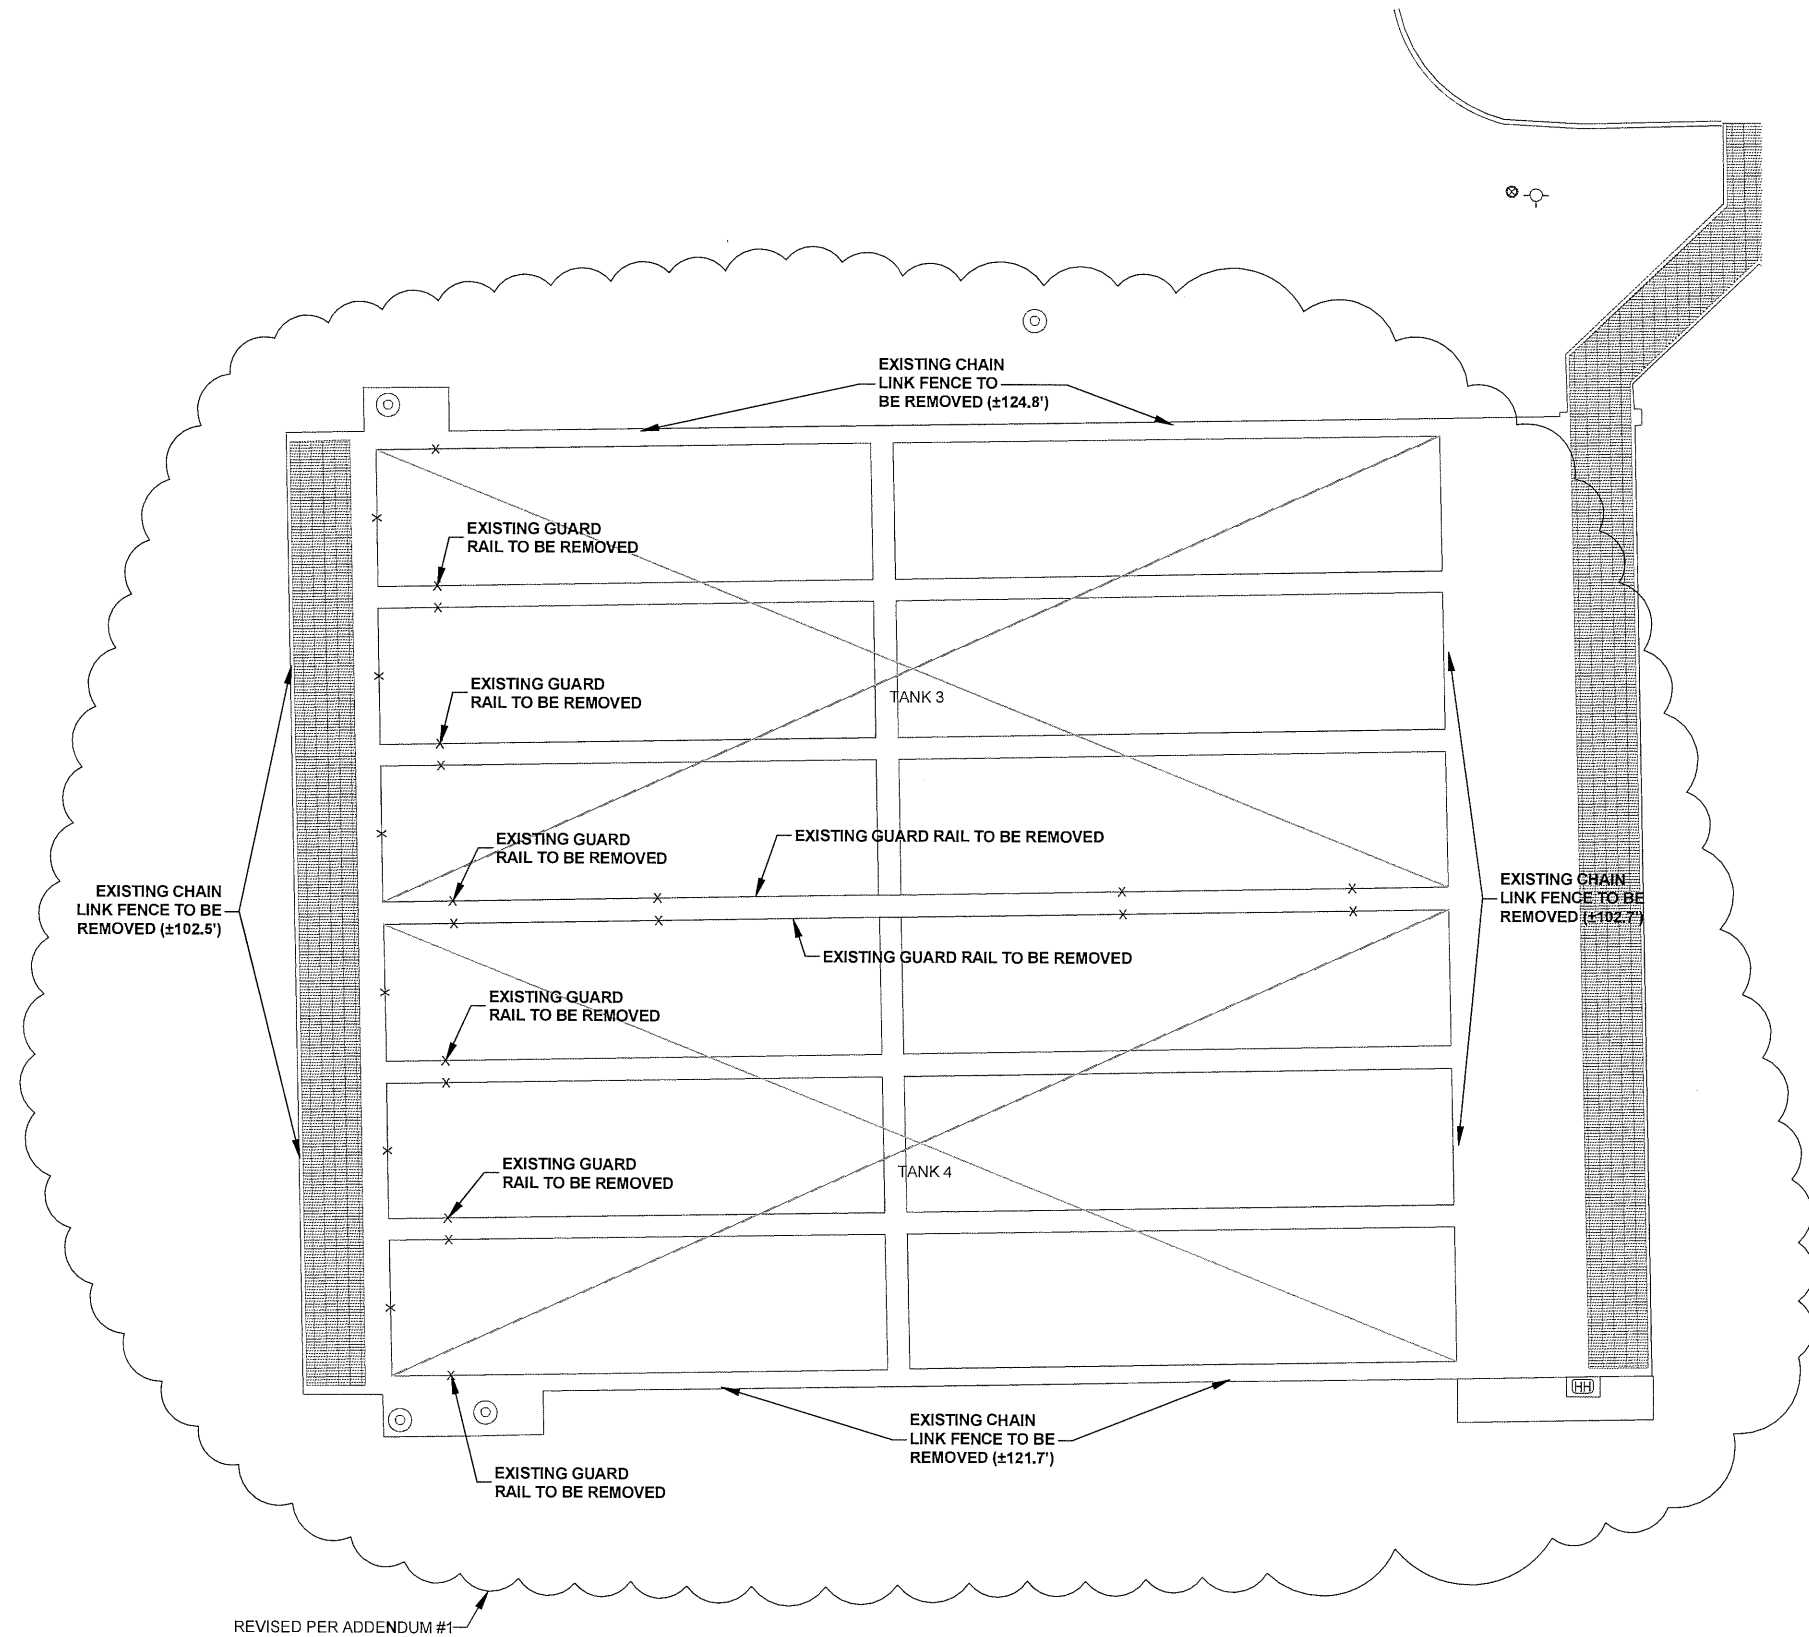 EXISTING CHAIN
LINK FENCE TO
BE REMOVED (±124.8')
EXISTING GUARD
RAIL TO BE REMOVED
EXISTING GUARD
RAIL TO BE REMOVED
TANK 3
EXISTING GUARD
RAIL TO BE REMOVED
EXISTING GUARD RAIL TO BE REMOVED
EXISTING CHAIN
LINK FENCE TO BE
REMOVED (±102.5')
EXISTING CHAIN
LINK FENCE TO BE
REMOVED (±102.7')
EXISTING GUARD RAIL TO BE REMOVED
EXISTING GUARD
RAIL TO BE REMOVED
EXISTING GUARD
RAIL TO BE REMOVED
TANK 4
HH
EXISTING CHAIN
LINK FENCE TO BE
REMOVED (±121.7')
EXISTING GUARD
RAIL TO BE REMOVED
REVISED PER ADDENDUM #1